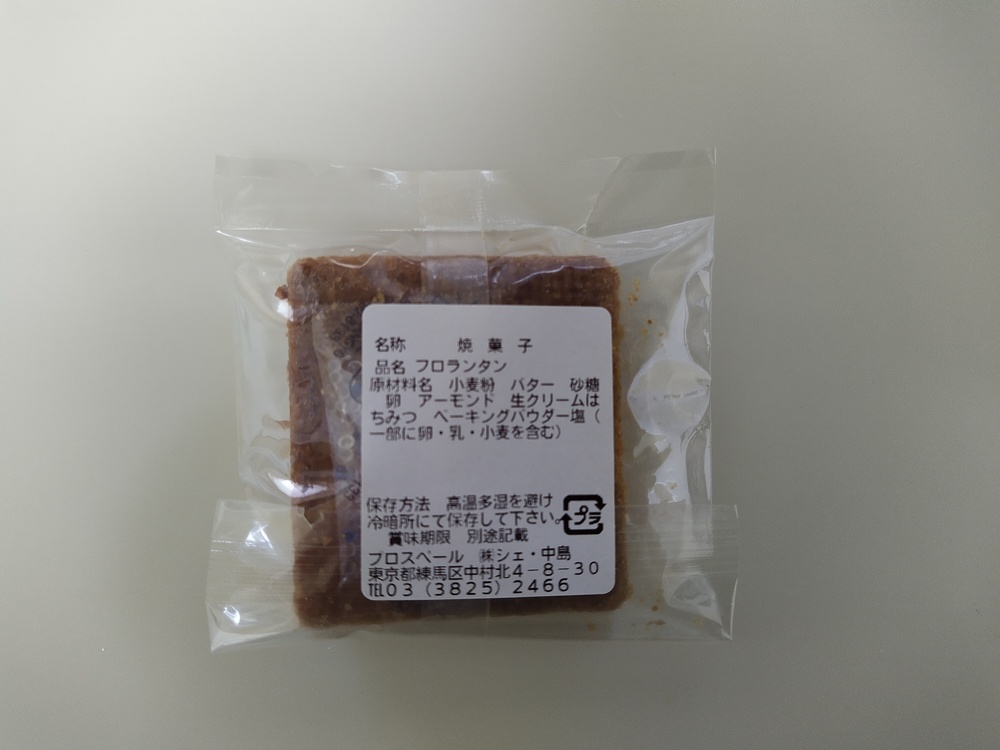 名称　焼菓子
品名 フロランタン
原材料名　小麦粉　バター　砂糖
卵　アーモンド　生クリームは
ちみつ　ベーキングパウダー塩（
一部に卵・乳・小麦を含む）
保存方法　高温多湿を避け
冷暗所にて保存して下さい。
プラ
賞味期限　別途記載
プロスペール　㈱シェ・中島
東京都練馬区中村北4－8－30
℡03（3825）2466